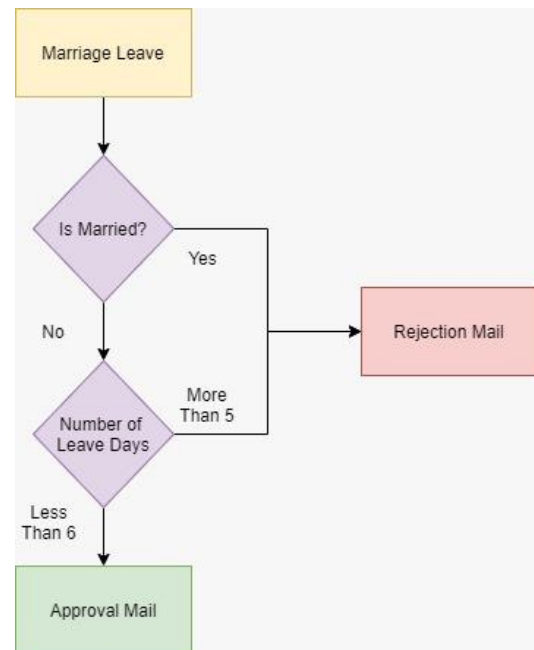 Marriage Leave
Is Married?
Yes
No
Rejection Mail
More
Than 5
Number of
Leave Days
Less
Than 6
Approval Mail